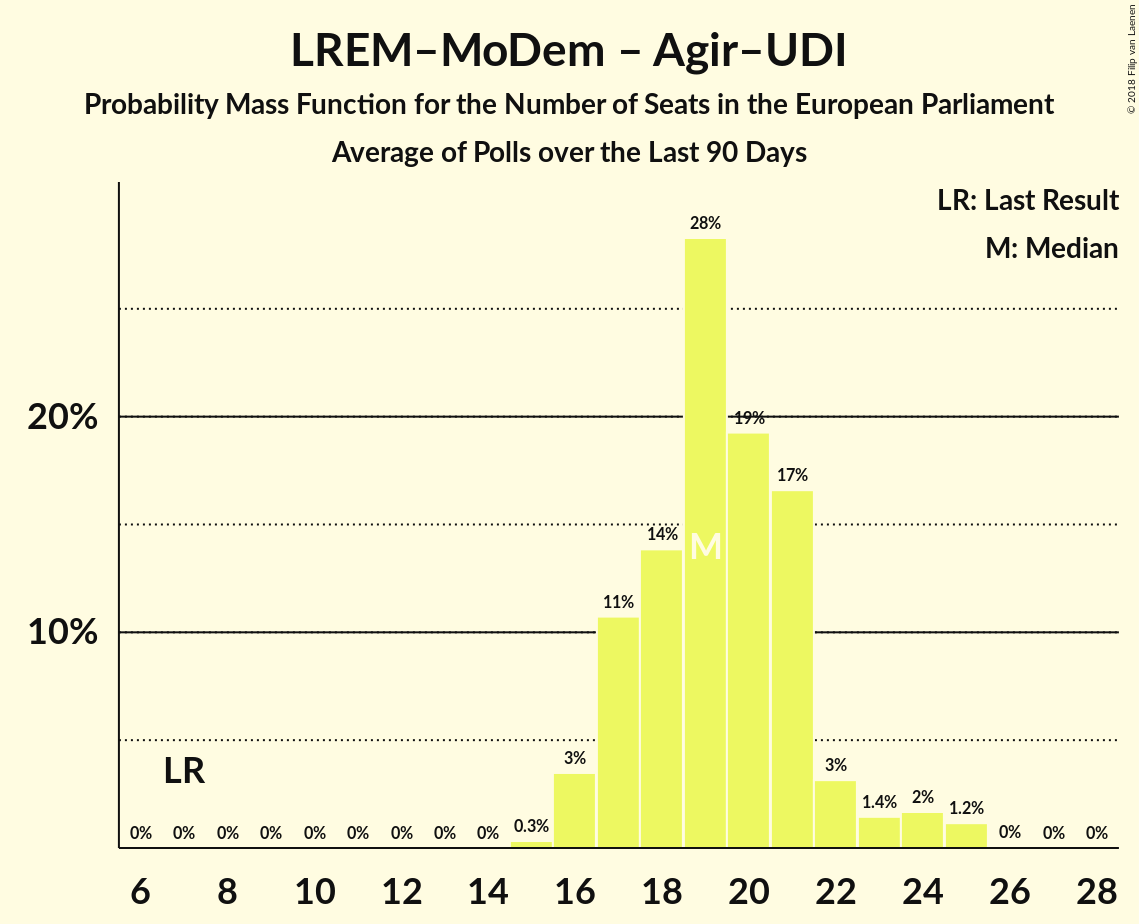 LREM–MoDem – Agir–UDI
Probability Mass Function for the Number of Seats in the European Parliament
Average of Polls over the Last 90 Days
© 2018 Filip van Laenen
LR: Last Result
M: Median
28%
20%
19%
17%
14%
M
11%
10%
LR
3%
3%
1.4%
2%
1.2%
0% 0% 0% 0% 0% 0% 0% 0% 0% 0.3% 0% 0% 0%
6 8 10 12 14 16 18 20 22 24 26 28